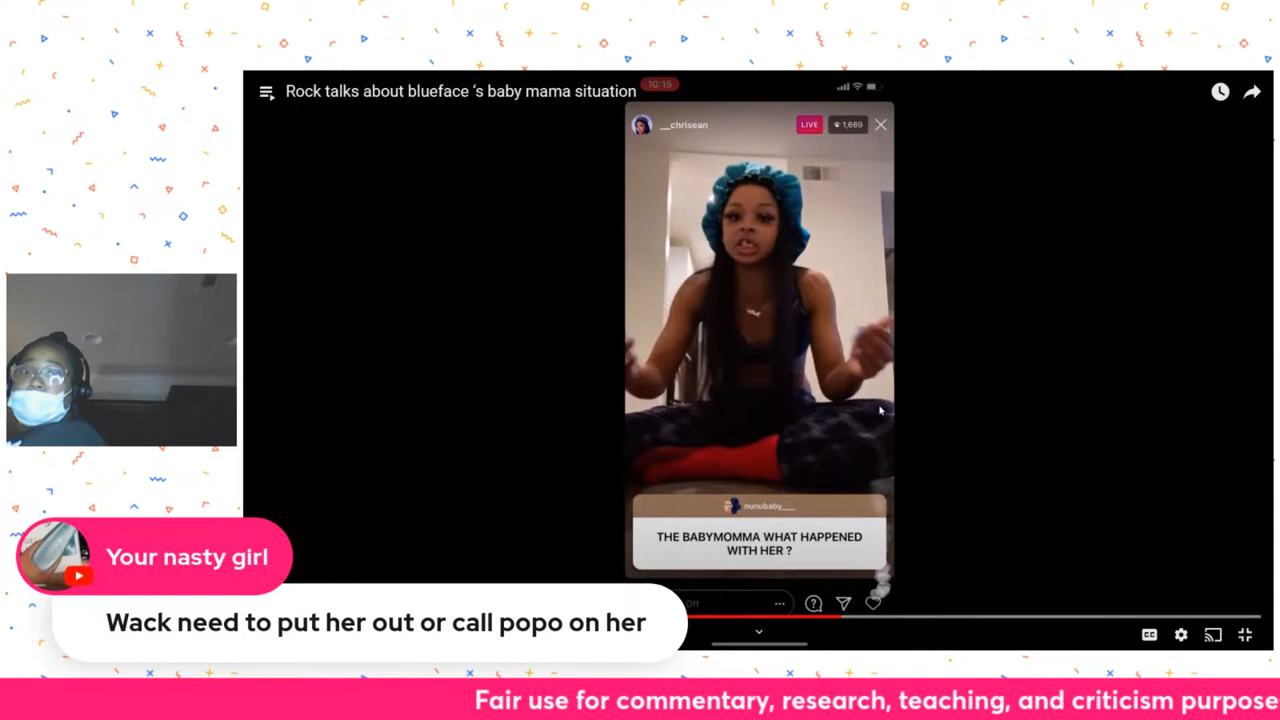 Rock talks about blueface ‘s baby mama situation
10:15
__chrisean
LIVE
1,669
nunubaby___
THE BABYMOMMA WHAT HAPPENED
WITH HER ?
Off
CC
Your nasty girl
Wack need to put her out or call popo on her
Fair use for commentary, research, teaching, and criticism purpose